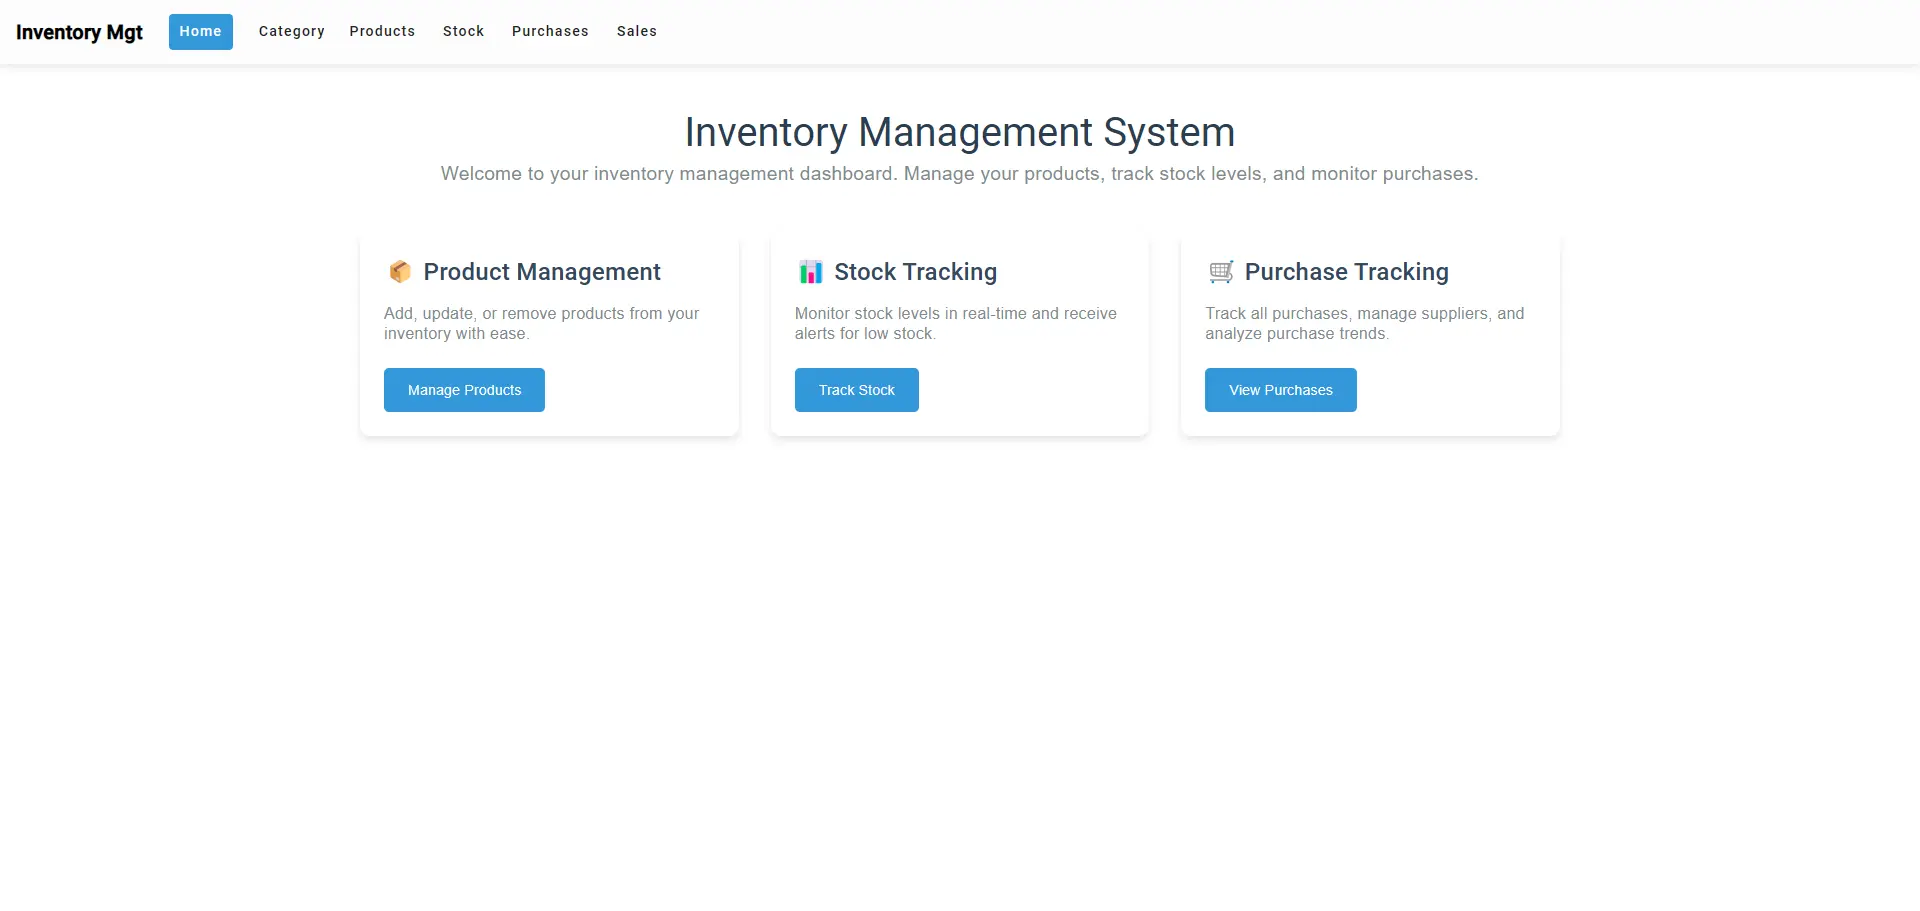 Inventory Mgt Home Category Products Stock Purchases Sales
Inventory Management System
Welcome to your inventory management dashboard. Manage your products, track stock levels, and monitor purchases.
Product Management
Add, update, or remove products from your
inventory with ease.
Manage Products
Stock Tracking
Monitor stock levels in real-time and receive
alerts for low stock.
Track Stock
Purchase Tracking
Track all purchases, manage suppliers, and
analyze purchase trends.
View Purchases